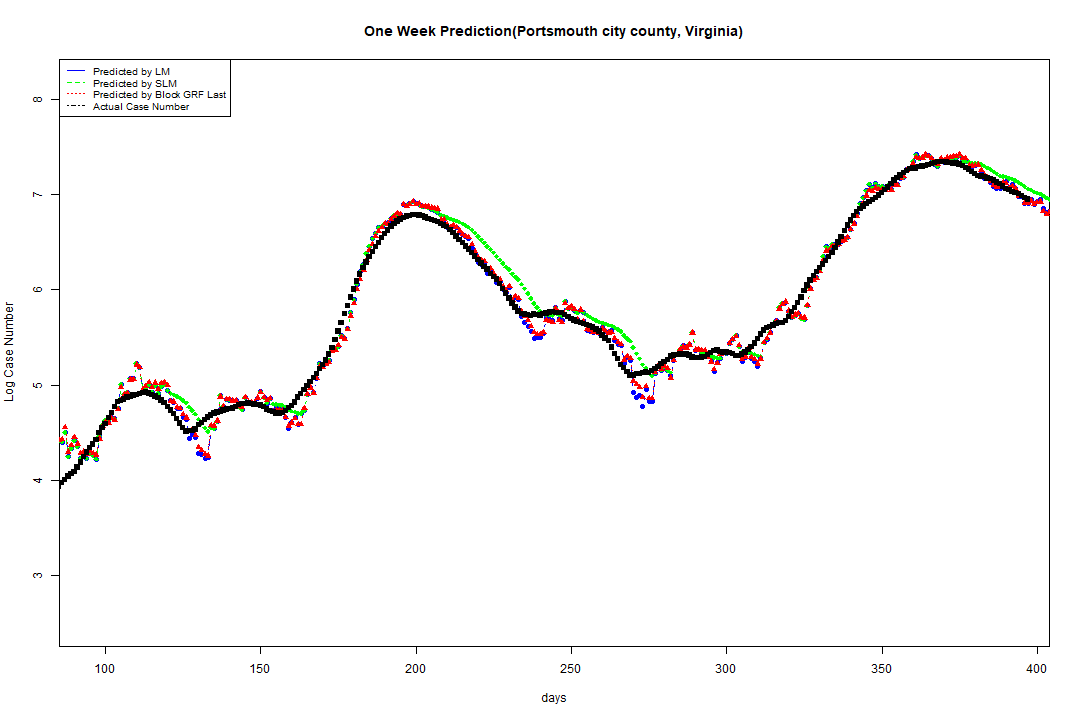 One Week Prediction(Portsmouth city county, Virginia)
Predicted by LM
Predicted by SLM
Predicted by Block GRF Last
Actual Case Number
8
7
6
5
4
3
Log Case Number
100 150 200 250 300 350 400
days